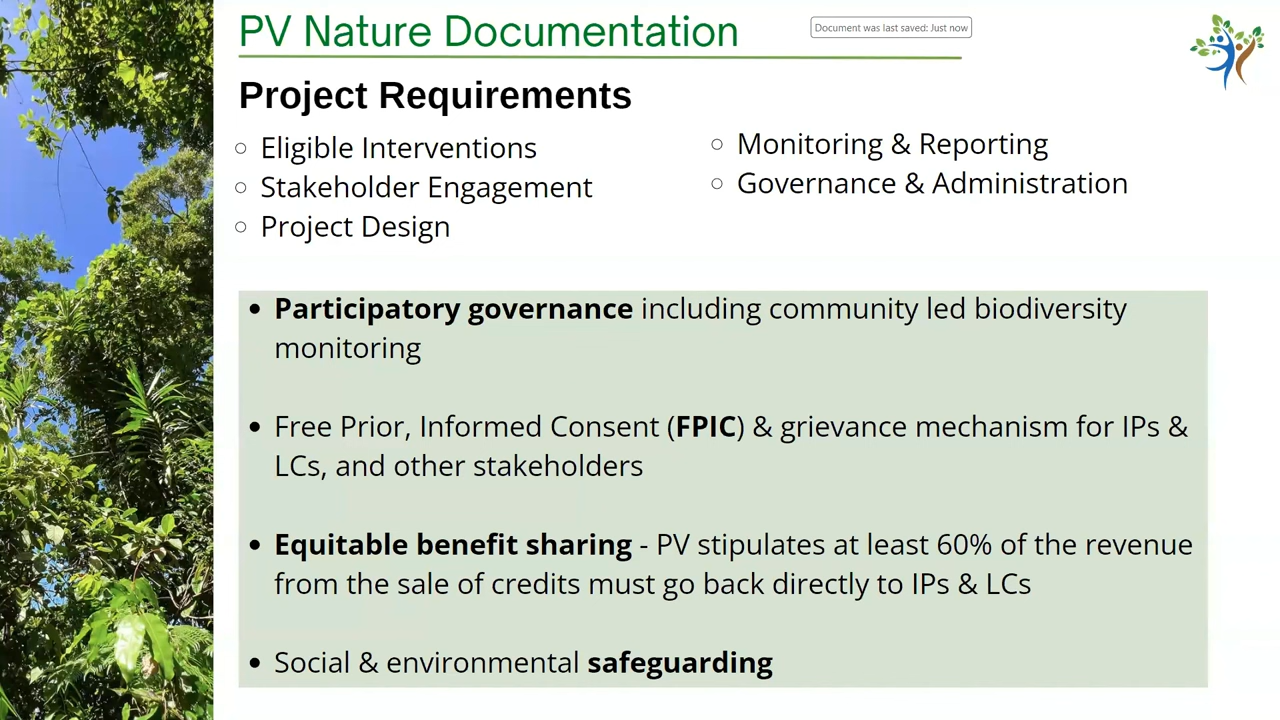 PV Nature Documentation
Document was last saved: Just now
Project Requirements
Eligible Interventions
Stakeholder Engagement
Project Design
Monitoring & Reporting
Governance & Administration
Participatory governance including community led biodiversity
monitoring
Free Prior, Informed Consent (FPIC) & grievance mechanism for IPs &
LCs, and other stakeholders
Equitable benefit sharing - PV stipulates at least 60% of the revenue
from the sale of credits must go back directly to IPs & LCs
Social & environmental safeguarding